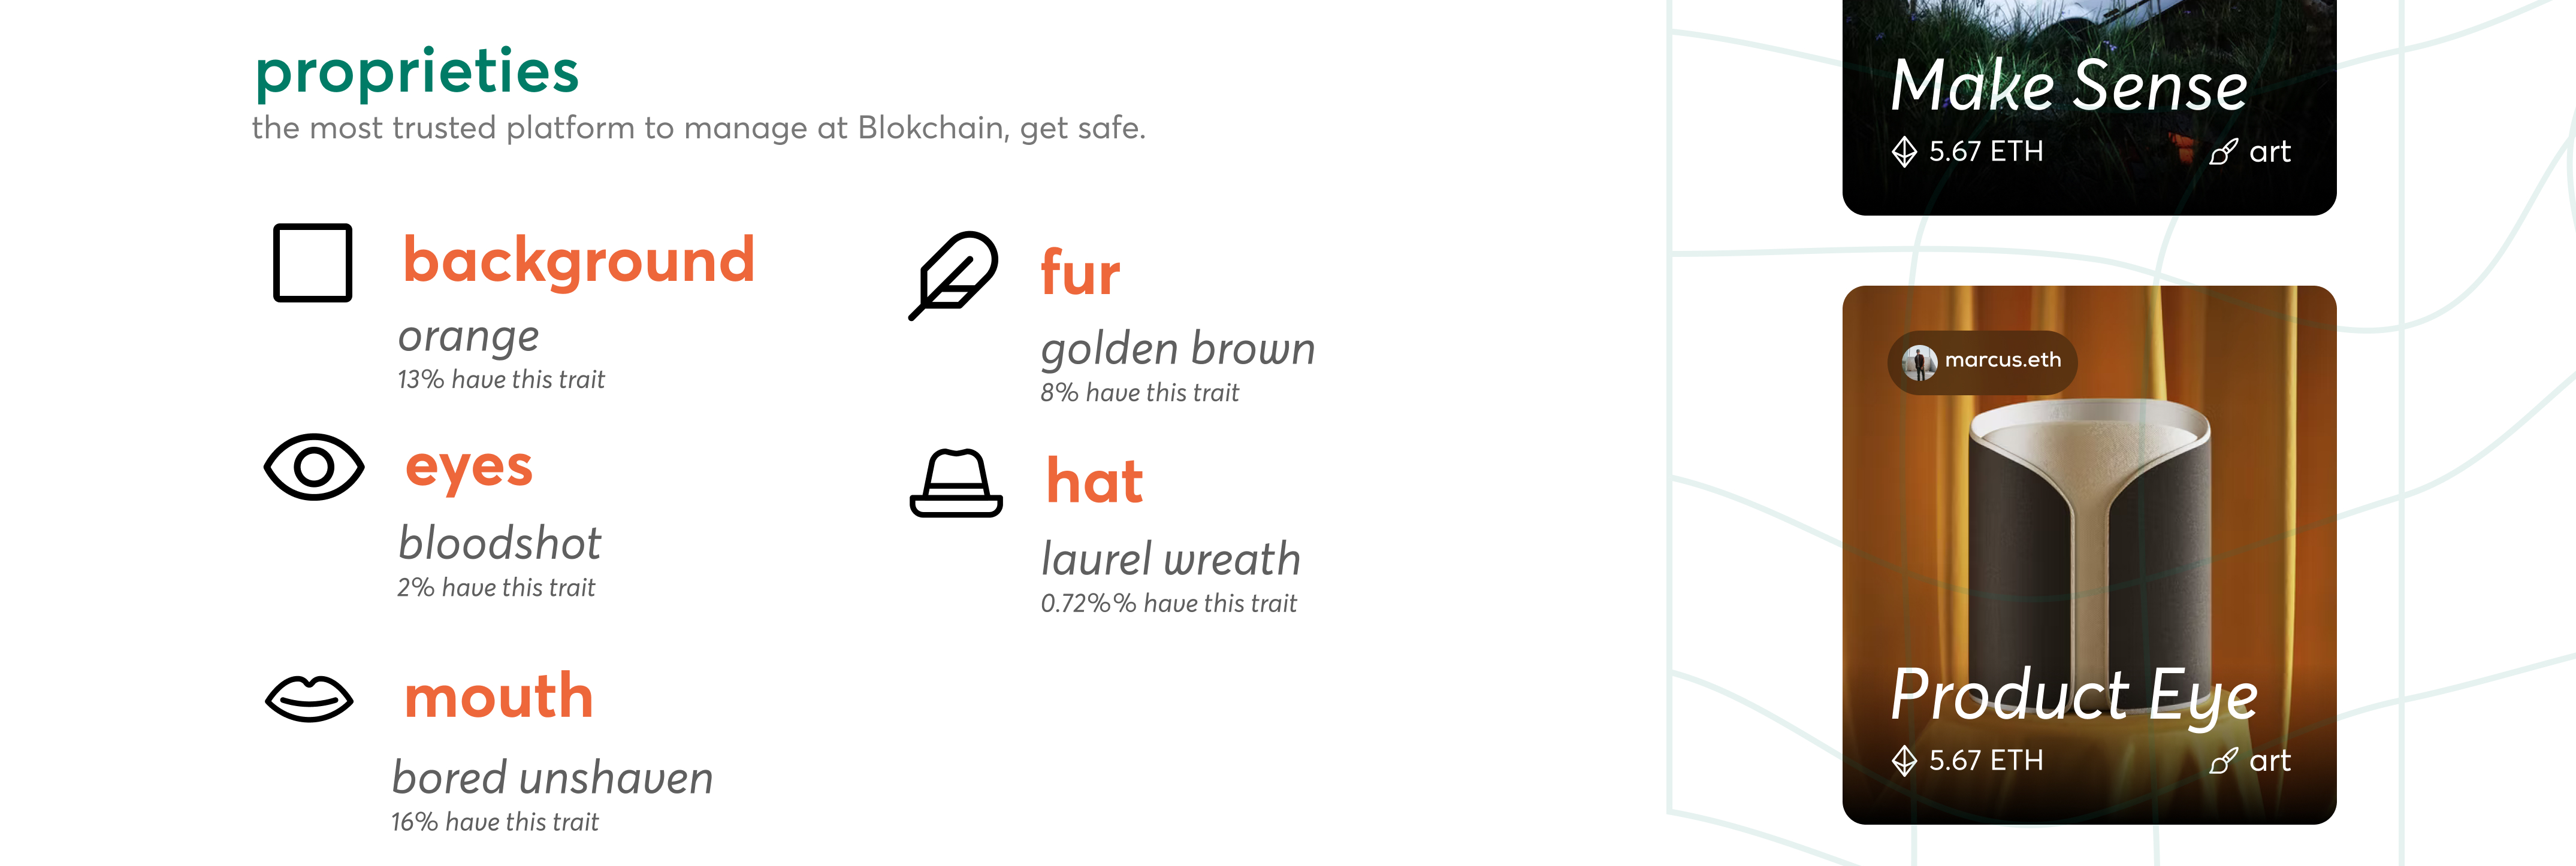 proprieties
the most trusted platform to manage at Blokchain, get safe.
background
orange
13% have this trait
fur
golden brown
8% have this trait
eyes
bloodshot
2% have this trait
hat
laurel wreath
0.72%% have this trait
mouth
bored unshaven
16% have this trait
Make Sense
5.67 ETH
art
marcus.eth
Product Eye
5.67 ETH
art